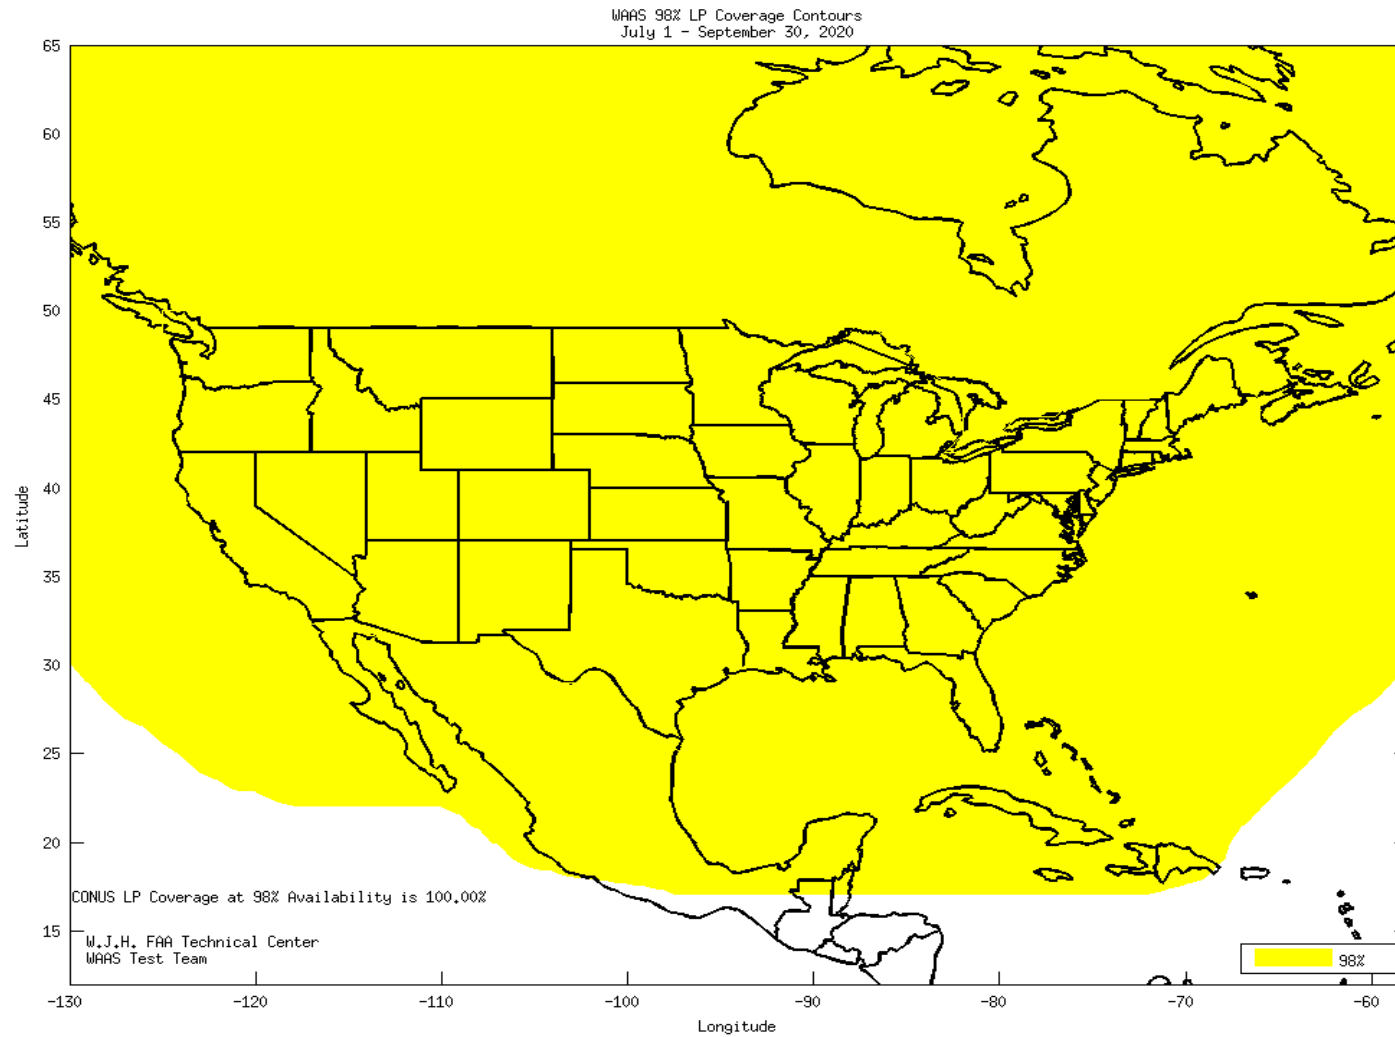 WAAS 98% LP Coverage Contours
July 1 - September 30, 2020
65
60
55
50
45
40
35
30
25
20
15
Latitude
CONUS LP Coverage at 98% Availability is 100.00%
W.J.H. FAA Technical Center
WAAS Test Team
98%
-130 -120 -110 -100 -90 -80 -70 -60
Longitude